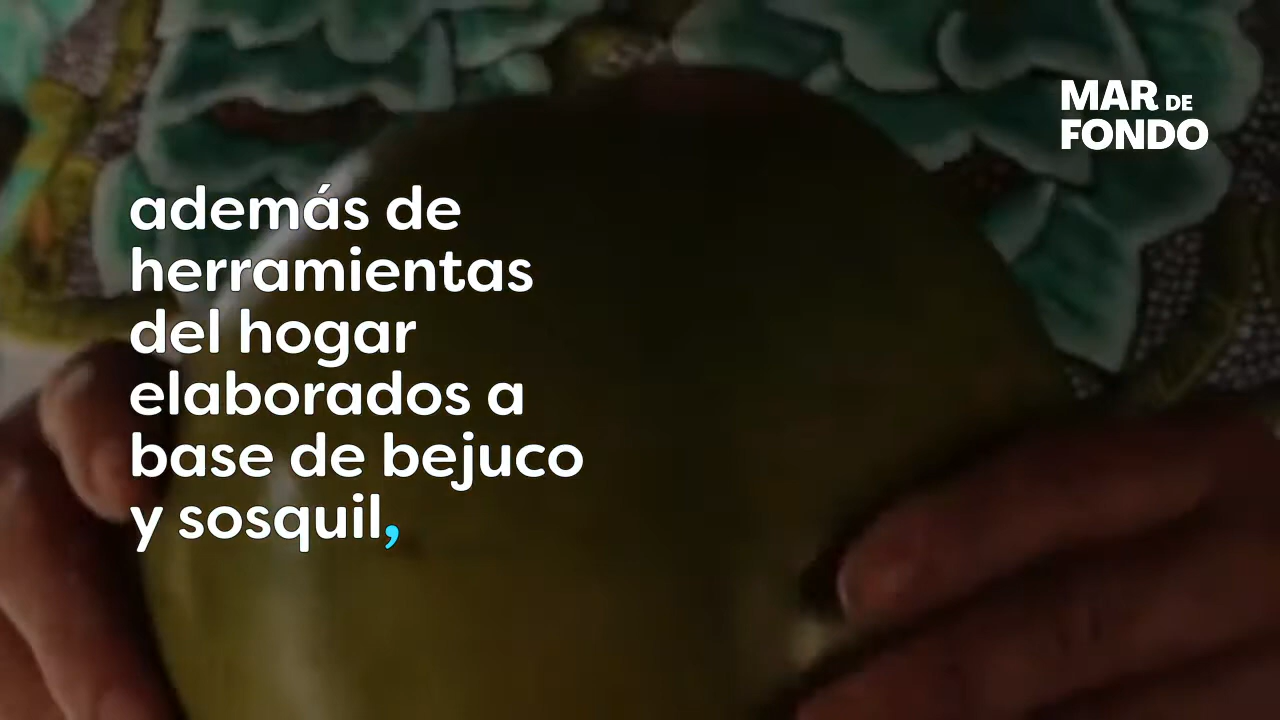 MAR DE
FONDO
además de
herramientas
del hogar
elaborados a
base de bejuco
y sosquil,